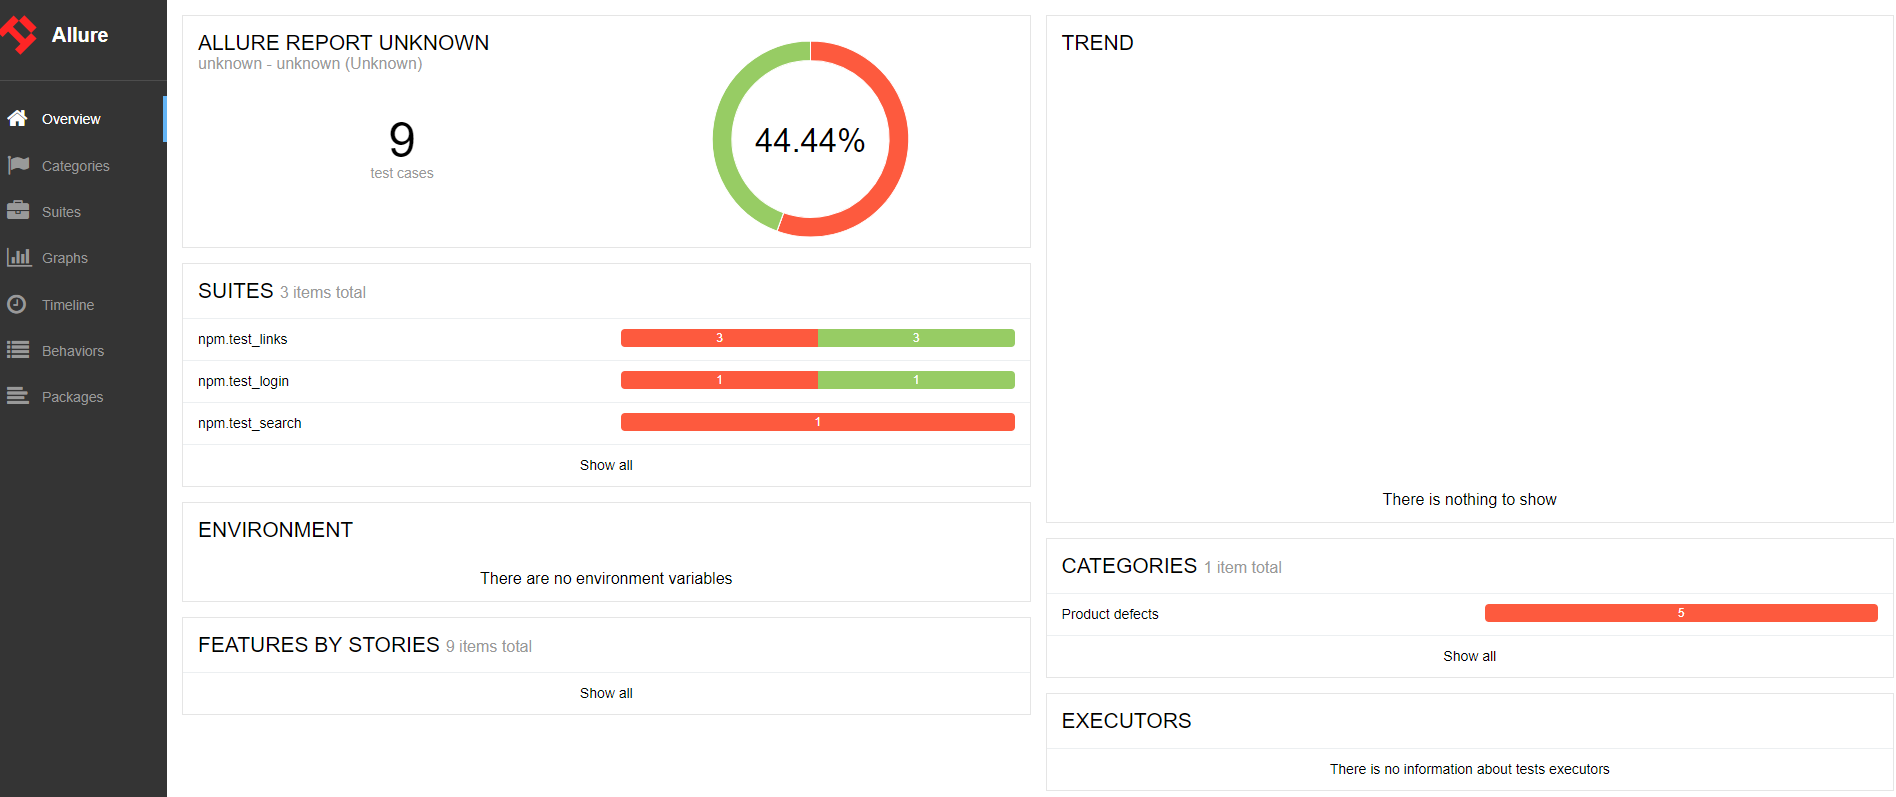 Allure
Overview
Categories
Suites
Graphs
Timeline
Behaviors
Packages
ALLURE REPORT UNKNOWN
unknown - unknown (Unknown)
9
test cases
44.44%
SUITES 3 items total
npm.test_links 3 3
npm.test_login 1 1
npm.test_search 1
Show all
ENVIRONMENT
There are no environment variables
FEATURES BY STORIES 9 items total
Show all
TREND
There is nothing to show
CATEGORIES 1 item total
Product defects 5
Show all
EXECUTORS
There is no information about tests executors